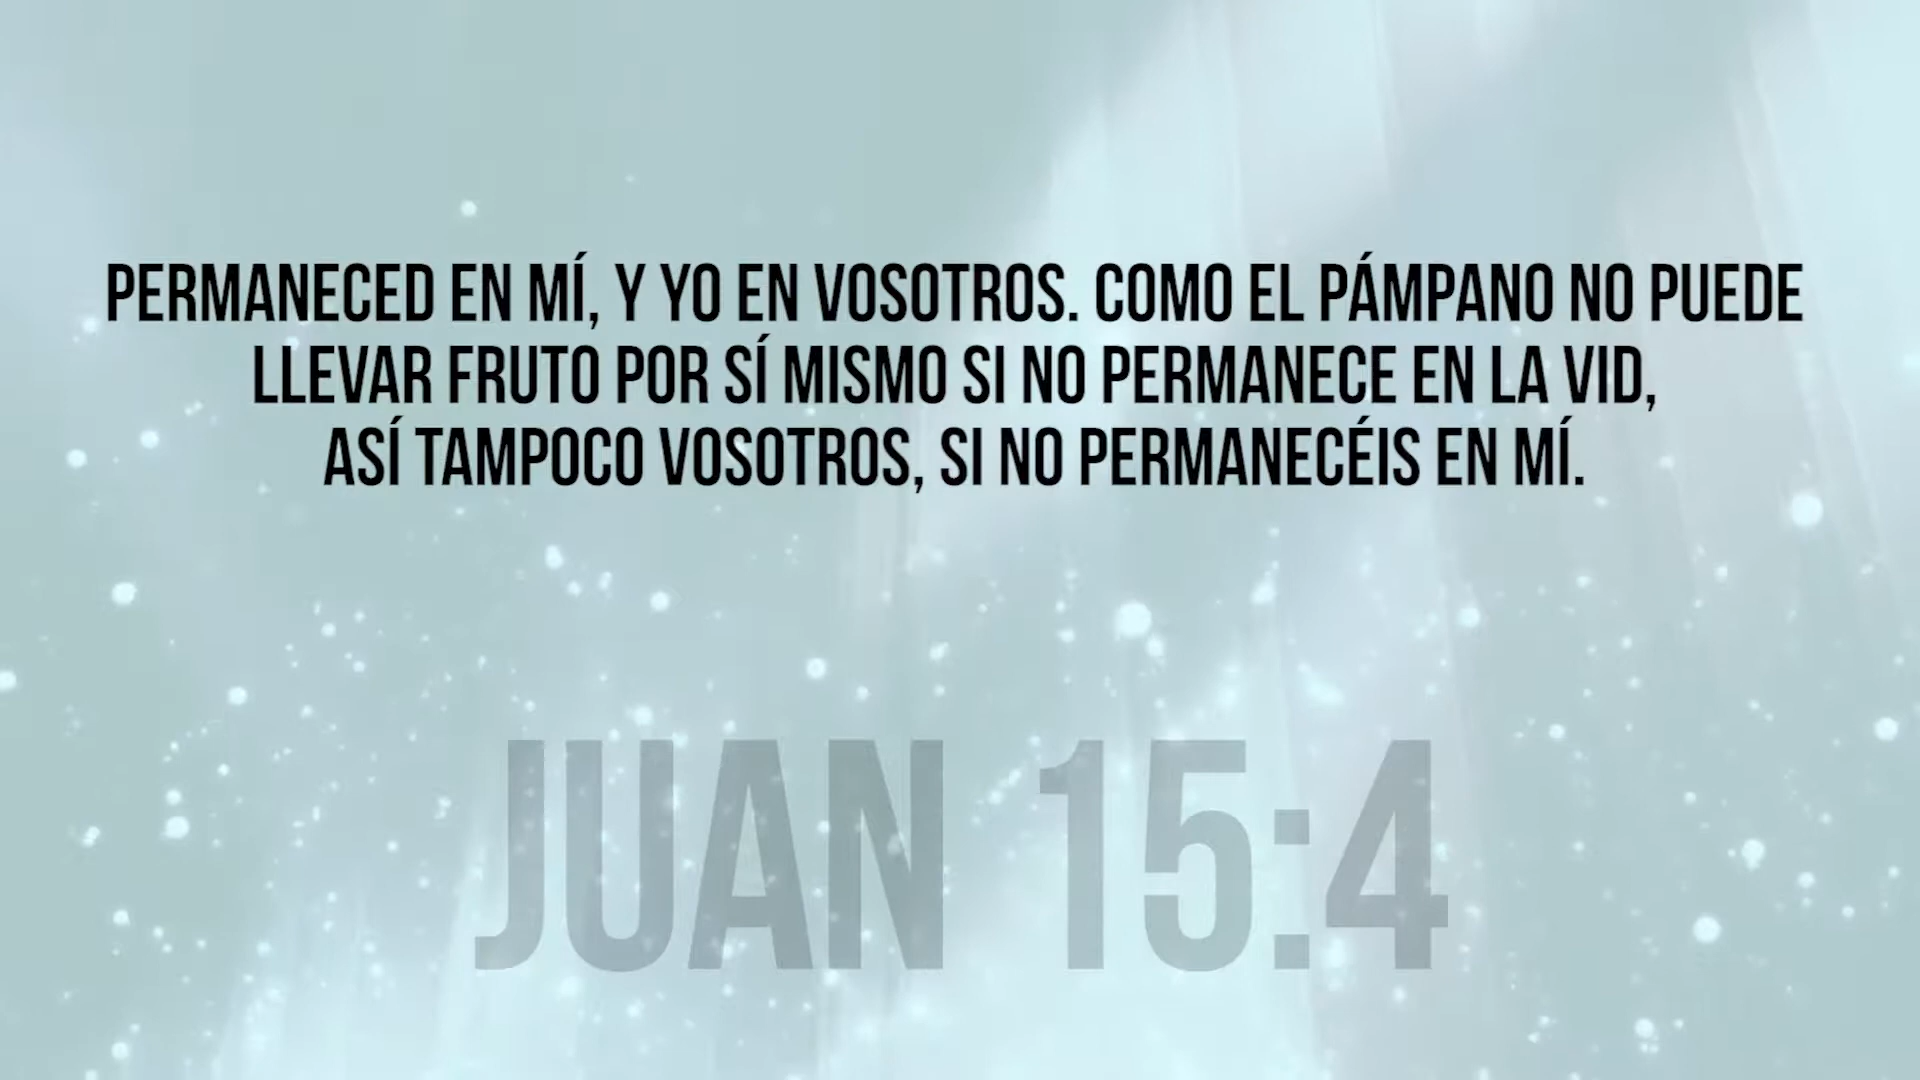 PERMANECED EN MÍ, Y YO EN VOSOTROS. COMO EL PÁMPANO NO PUEDE
LLEVAR FRUTO POR SÍ MISMO SI NO PERMANECE EN LA VID,
ASÍ TAMPOCO VOSOTROS, SI NO PERMANECÉIS EN MÍ.
JUAN 15:4